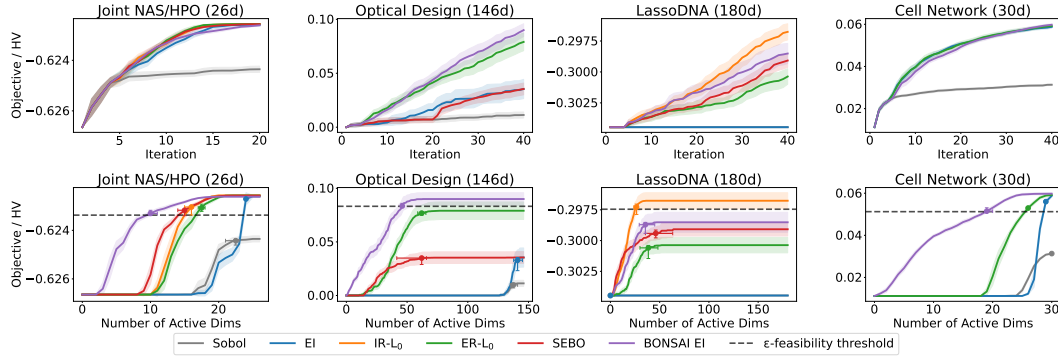 Joint NAS/HPO (26d)
Optical Design (146d)
LassoDNA (180d)
Cell Network (30d)
Objective / HV
−0.624
−0.626
5
10
15
20
Iteration
0.10
0.05
0.00
0
10
20
30
40
Iteration
−0.2975
−0.3000
−0.3025
0
10
20
30
40
Iteration
0.06
0.04
0.02
0
10
20
30
40
Iteration
Joint NAS/HPO (26d)
Optical Design (146d)
LassoDNA (180d)
Cell Network (30d)
Objective / HV
−0.624
−0.626
0
10
20
Number of Active Dims
0.10
0.05
0.00
0
50
100
150
Number of Active Dims
−0.2975
−0.3000
−0.3025
0
50
100
150
Number of Active Dims
0.06
0.04
0.02
0
10
20
30
Number of Active Dims
Sobol
EI
IR-L₀
ER-L₀
SEBO
BONSAI EI
ε-feasibility threshold